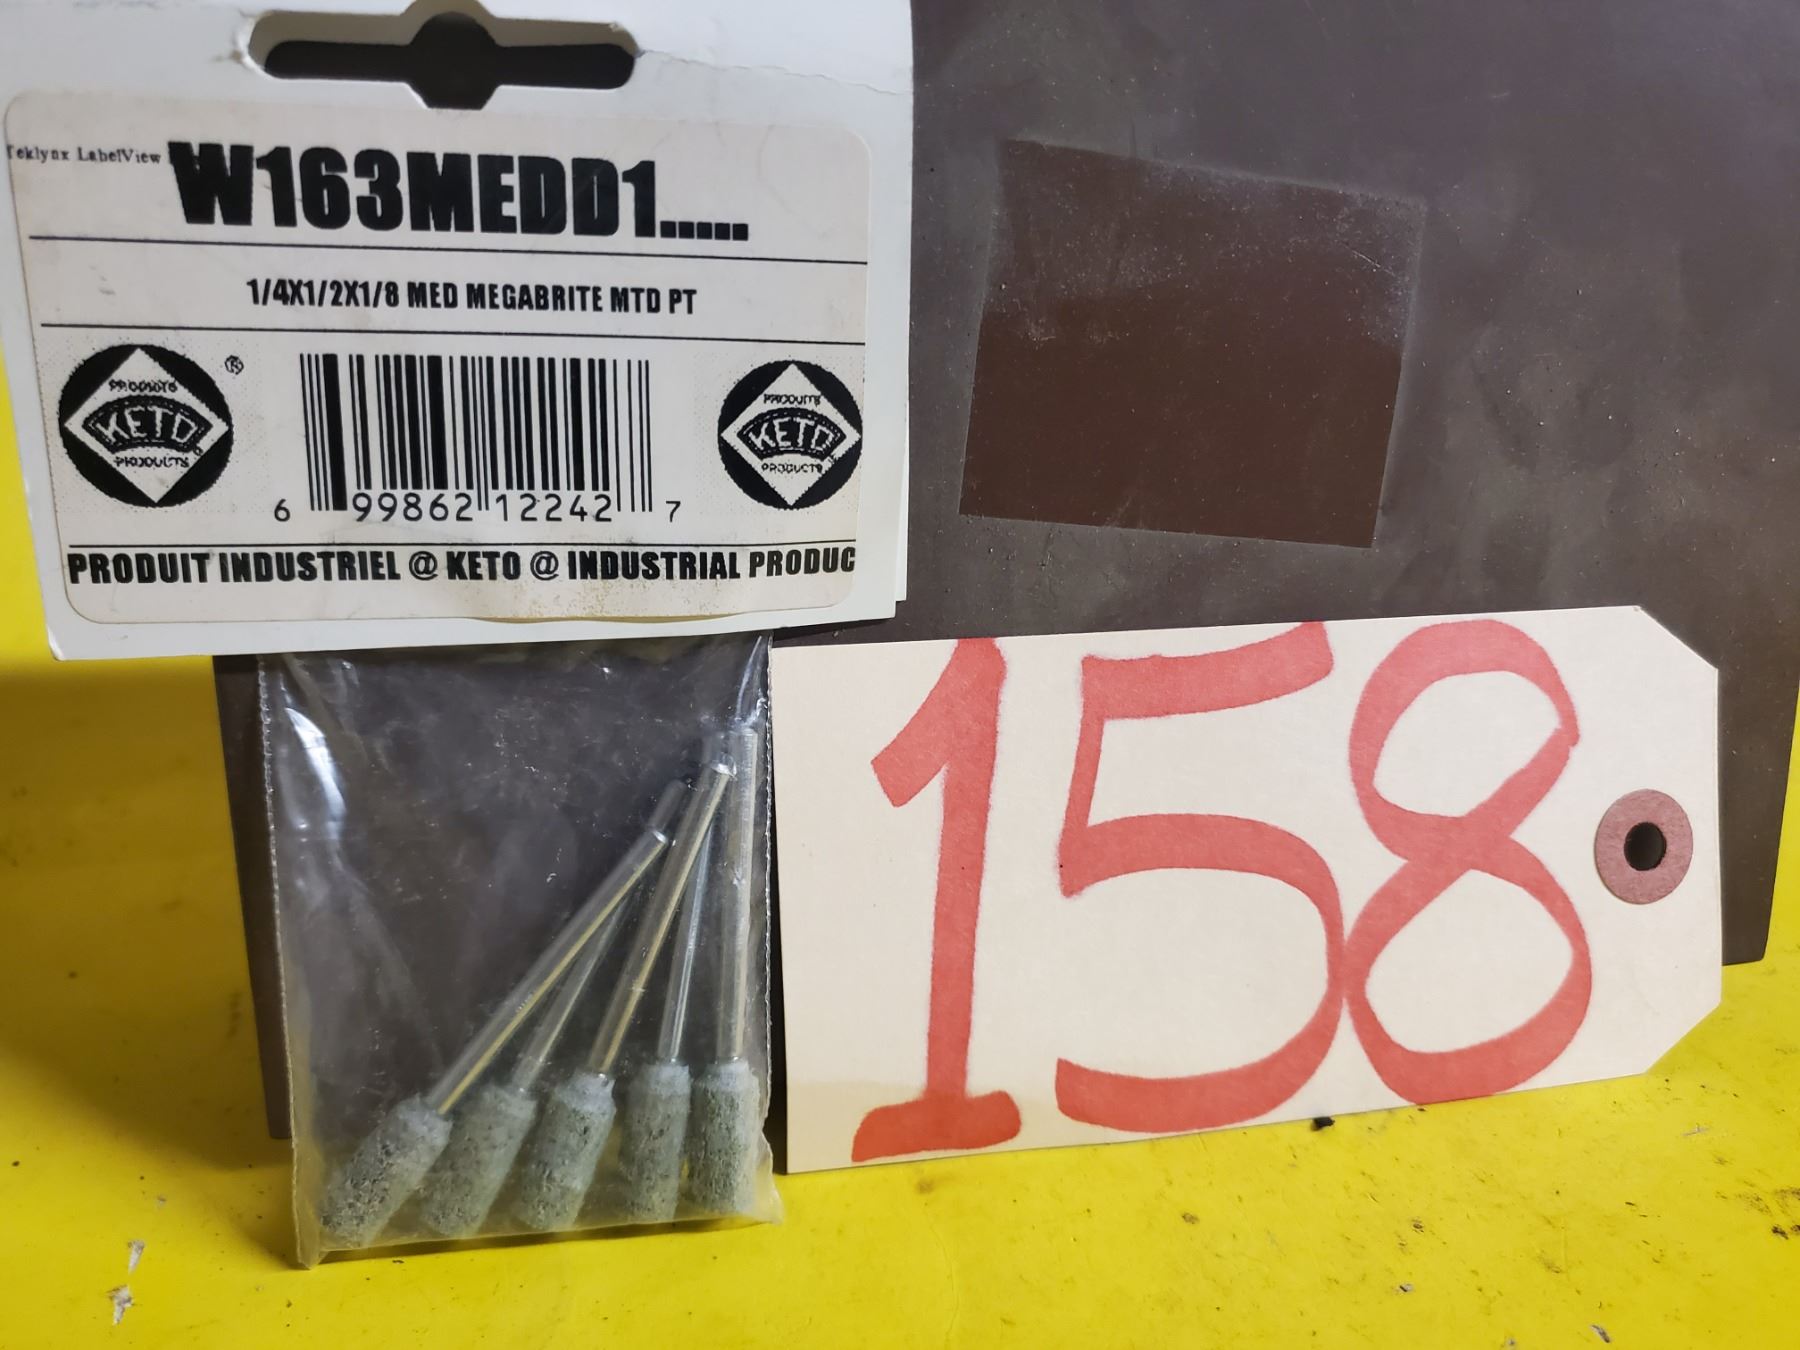 Teklynx LabelView
W163MEDD1.....
1/4X1/2X1/8 MED MEGABRITE MTD PT
PRODUITS
KETO
PRODUCTS
®
6 99862 12242 7
PRODUITS
KETO
PRODUCTS
PRODUIT INDUSTRIEL @ KETO @ INDUSTRIAL PRODUC
158